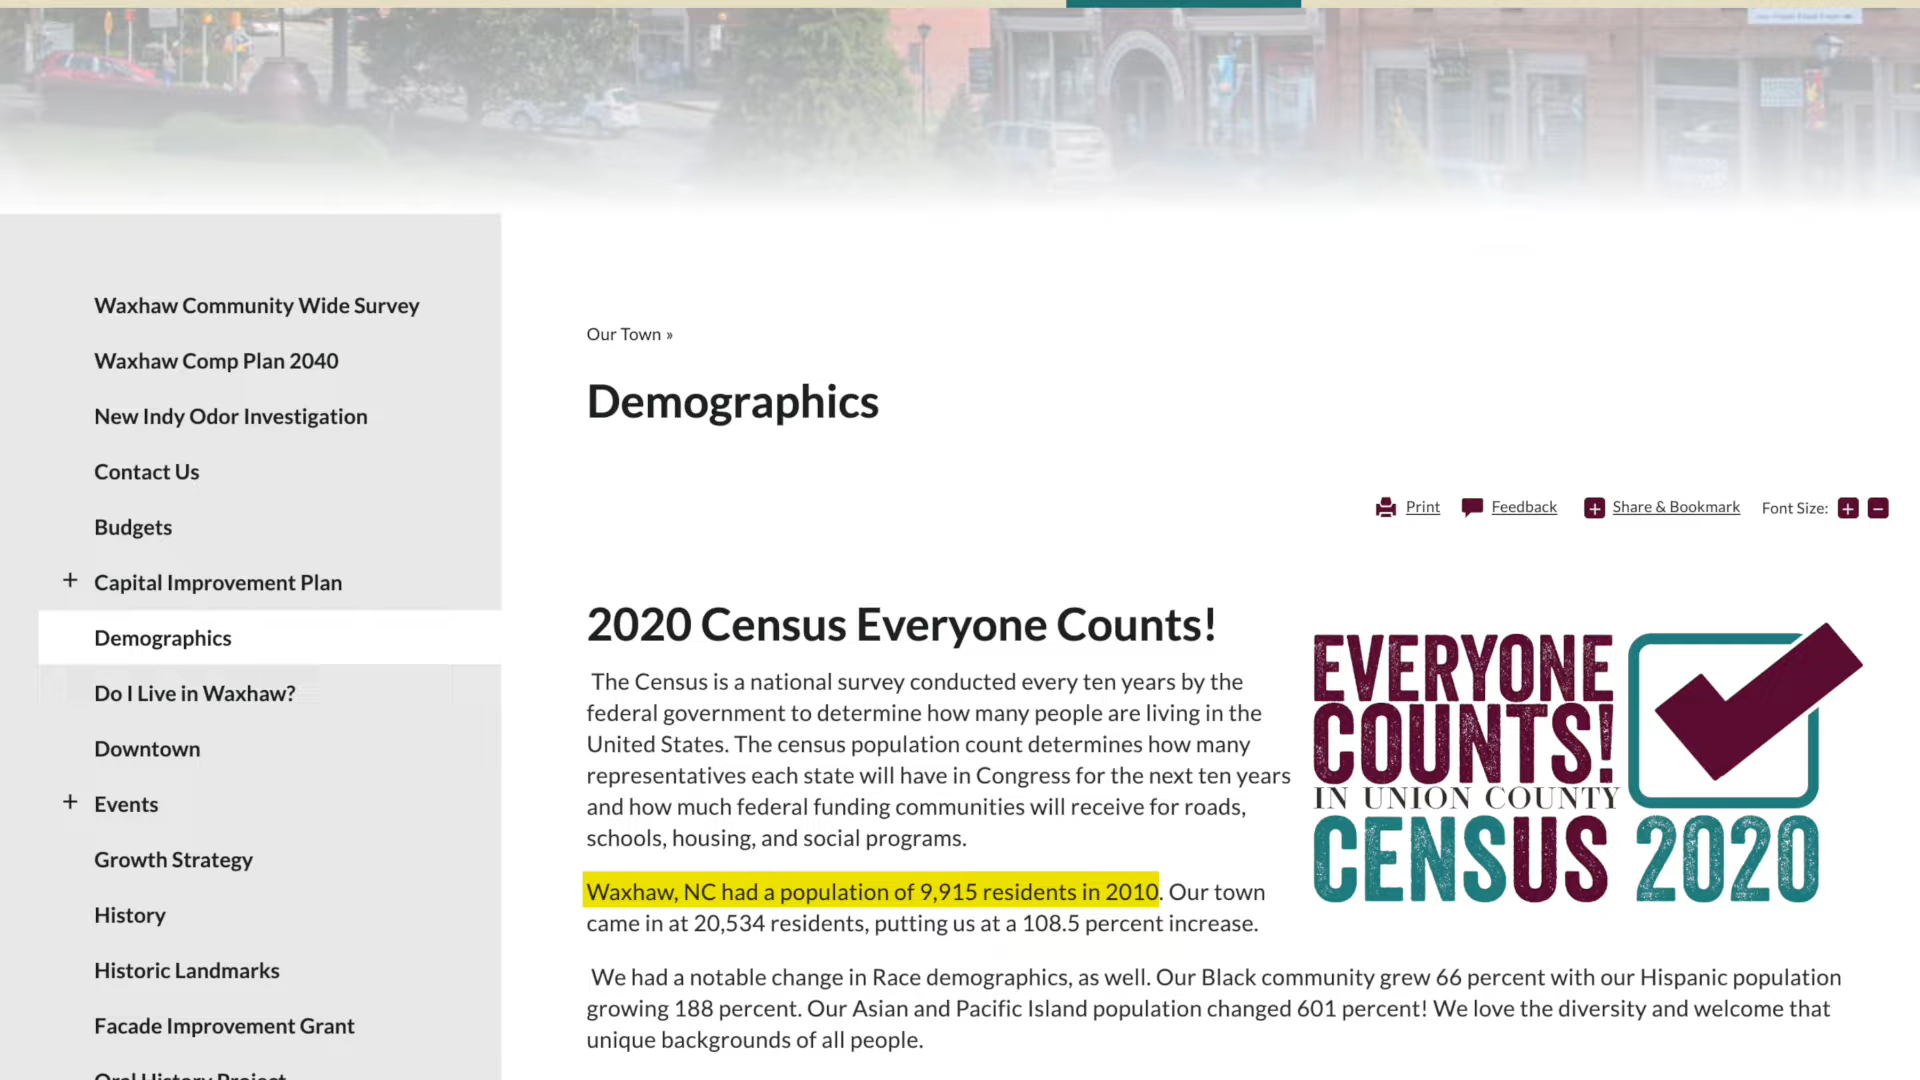 Waxhaw Community Wide Survey
Waxhaw Comp Plan 2040
New Indy Odor Investigation
Contact Us
Budgets
+ Capital Improvement Plan
Demographics
Do I Live in Waxhaw?
Downtown
+ Events
Growth Strategy
History
Historic Landmarks
Facade Improvement Grant
Oral History Project
Our Town »
Demographics
Print Feedback + Share & Bookmark Font Size: + −
2020 Census Everyone Counts!
The Census is a national survey conducted every ten years by the
federal government to determine how many people are living in the
United States. The census population count determines how many
representatives each state will have in Congress for the next ten years
and how much federal funding communities will receive for roads,
schools, housing, and social programs.
EVERYONE
COUNTS!
IN UNION COUNTY
CENSUS 2020
Waxhaw, NC had a population of 9,915 residents in 2010. Our town
came in at 20,534 residents, putting us at a 108.5 percent increase.
We had a notable change in Race demographics, as well. Our Black community grew 66 percent with our Hispanic population
growing 188 percent. Our Asian and Pacific Island population changed 601 percent! We love the diversity and welcome that
unique backgrounds of all people.